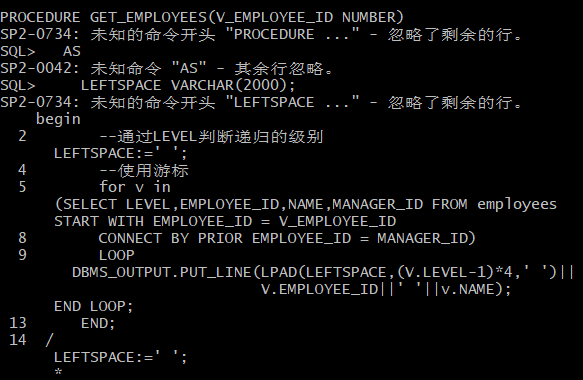 PROCEDURE GET_EMPLOYEES(V_EMPLOYEE_ID NUMBER)
SP2-0734: 未知的命令开头 "PROCEDURE ..." - 忽略了剩余的行。
SQL>   AS
SP2-0042: 未知命令 "AS" - 其余行忽略。
SQL>     LEFTSPACE VARCHAR(2000);
SP2-0734: 未知的命令开头 "LEFTSPACE ..." - 忽略了剩余的行。
begin
2       --通过LEVEL判断递归的级别
LEFTSPACE:=' ';
4       --使用游标
5       for v in
(SELECT LEVEL,EMPLOYEE_ID,NAME,MANAGER_ID FROM employees
START WITH EMPLOYEE_ID = V_EMPLOYEE_ID
8       CONNECT BY PRIOR EMPLOYEE_ID = MANAGER_ID)
9       LOOP
DBMS_OUTPUT.PUT_LINE(LPAD(LEFTSPACE,(V.LEVEL-1)*4,' ')||
V.EMPLOYEE_ID||' '||v.NAME);
END LOOP;
13     END;
14  /
LEFTSPACE:=' ';
*